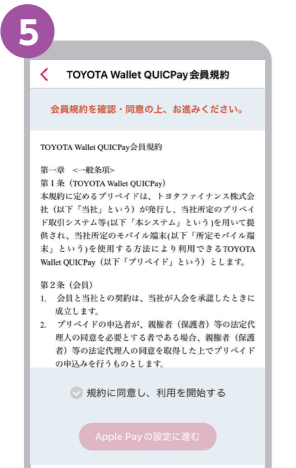 5
TOYOTA Wallet QUICPay会員規約
会員規約を確認・同意の上、お進みください。
TOYOTA Wallet QUICPay会員規約
第一章 <一般条項>
第1条（TOYOTA Wallet QUICPay）
本規約に定めるプリペイドは、トヨタファイナンス株式会
社（以下「当社」という）が発行し、当社所定のプリペイ
ド取引システム等(以下「本システム」という)を用いて提
供され、当社所定のモバイル端末(以下「所定モバイル端
末」という)を使用する方法により利用できるTOYOTA
Wallet QUICPay（以下「プリペイド」という）とします。
第2条（会員）
1. 会員と当社との契約は、当社が入会を承認したときに
成立します。
2. プリペイドの申込者が、親権者（保護者）等の法定代
理人の同意を必要とする者である場合、親権者（保護
者）等の法定代理人の同意を取得した上でプリペイド
の申込みを行うものとします。
規約に同意し、利用を開始する
Apple Payの設定に進む